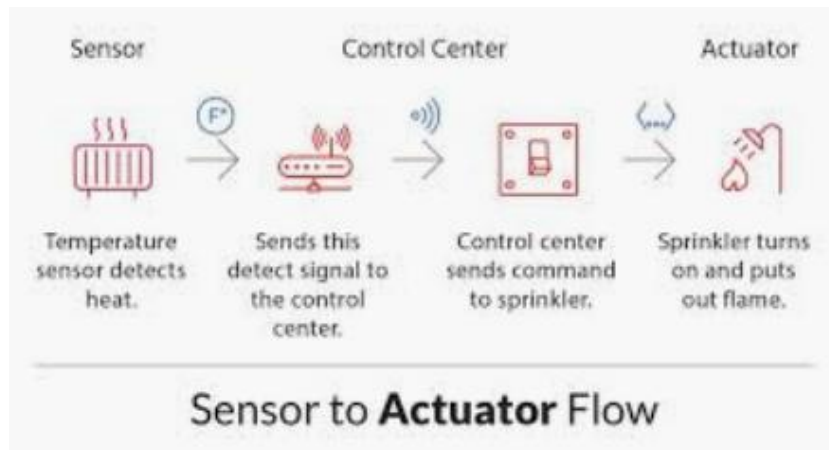 Sensor
Control Center
Actuator
F°
Temperature
sensor detects
heat.
Sends this
detect signal to
the control
center.
Control center
sends command
to sprinkler.
Sprinkler turns
on and puts
out flame.
Sensor to Actuator Flow